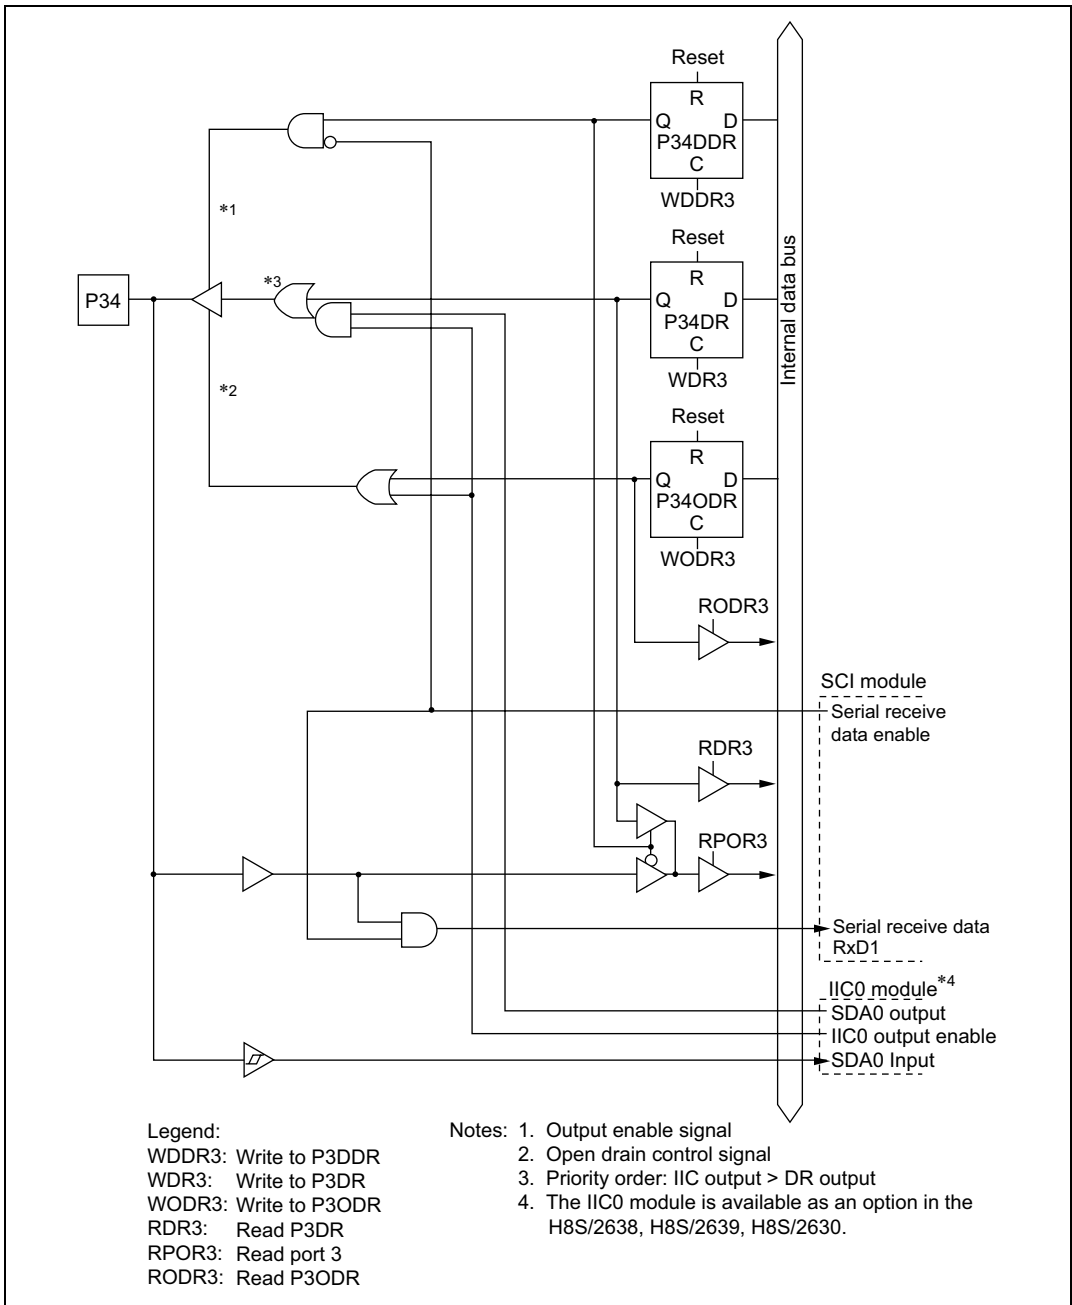 Reset
R
Q D
P34DDR
C
WDDR3
*1
Reset
R
*3
P34
Q D
P34DR
C
WDR3
Internal data bus
*2
Reset
R
Q D
P34ODR
C
WODR3
RODR3
SCI module
Serial receive
data enable
RDR3
RPOR3
Serial receive data
RxD1
IIC0 module*4
SDA0 output
IIC0 output enable
SDA0 Input
Legend:
WDDR3: Write to P3DDR
WDR3: Write to P3DR
WODR3: Write to P3ODR
RDR3: Read P3DR
RPOR3: Read port 3
RODR3: Read P3ODR
Notes: 1. Output enable signal
2. Open drain control signal
3. Priority order: IIC output > DR output
4. The IIC0 module is available as an option in the
H8S/2638, H8S/2639, H8S/2630.